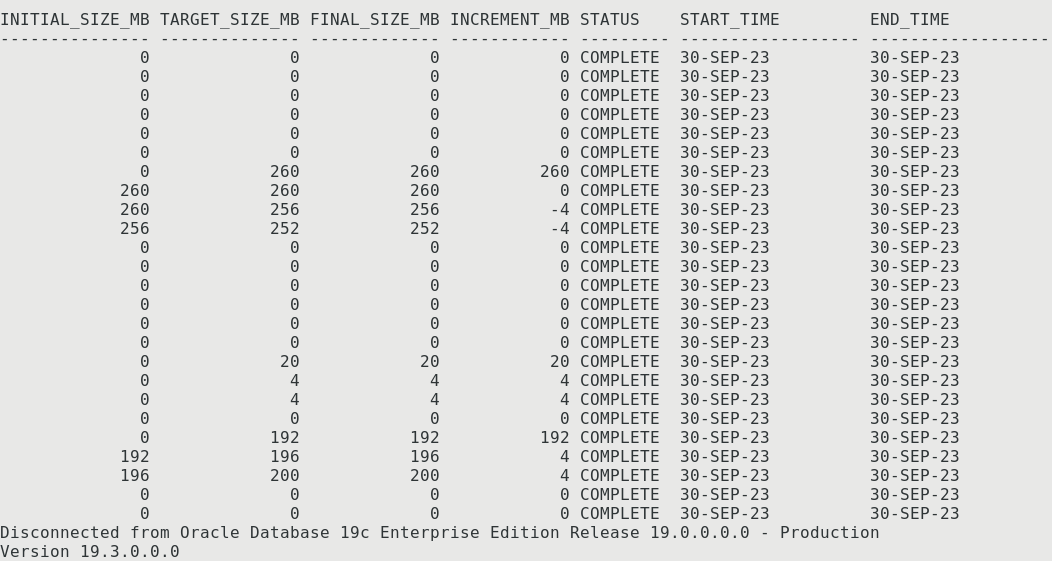 INITIAL_SIZE_MB TARGET_SIZE_MB FINAL_SIZE_MB INCREMENT_MB STATUS    START_TIME         END_TIME
--------------- -------------- ------------- ------------ --------- ------------------ ------------------
              0              0             0            0 COMPLETE  30-SEP-23          30-SEP-23
              0              0             0            0 COMPLETE  30-SEP-23          30-SEP-23
              0              0             0            0 COMPLETE  30-SEP-23          30-SEP-23
              0              0             0            0 COMPLETE  30-SEP-23          30-SEP-23
              0              0             0            0 COMPLETE  30-SEP-23          30-SEP-23
              0              0             0            0 COMPLETE  30-SEP-23          30-SEP-23
              0            260           260          260 COMPLETE  30-SEP-23          30-SEP-23
            260            260           260            0 COMPLETE  30-SEP-23          30-SEP-23
            260            256           256           -4 COMPLETE  30-SEP-23          30-SEP-23
            256            252           252           -4 COMPLETE  30-SEP-23          30-SEP-23
              0              0             0            0 COMPLETE  30-SEP-23          30-SEP-23
              0              0             0            0 COMPLETE  30-SEP-23          30-SEP-23
              0              0             0            0 COMPLETE  30-SEP-23          30-SEP-23
              0              0             0            0 COMPLETE  30-SEP-23          30-SEP-23
              0              0             0            0 COMPLETE  30-SEP-23          30-SEP-23
              0              0             0            0 COMPLETE  30-SEP-23          30-SEP-23
              0             20            20           20 COMPLETE  30-SEP-23          30-SEP-23
              0              4             4            4 COMPLETE  30-SEP-23          30-SEP-23
              0              4             4            4 COMPLETE  30-SEP-23          30-SEP-23
              0              0             0            0 COMPLETE  30-SEP-23          30-SEP-23
              0            192           192          192 COMPLETE  30-SEP-23          30-SEP-23
            192            196           196            4 COMPLETE  30-SEP-23          30-SEP-23
            196            200           200            4 COMPLETE  30-SEP-23          30-SEP-23
              0              0             0            0 COMPLETE  30-SEP-23          30-SEP-23
              0              0             0            0 COMPLETE  30-SEP-23          30-SEP-23
Disconnected from Oracle Database 19c Enterprise Edition Release 19.0.0.0.0 - Production
Version 19.3.0.0.0